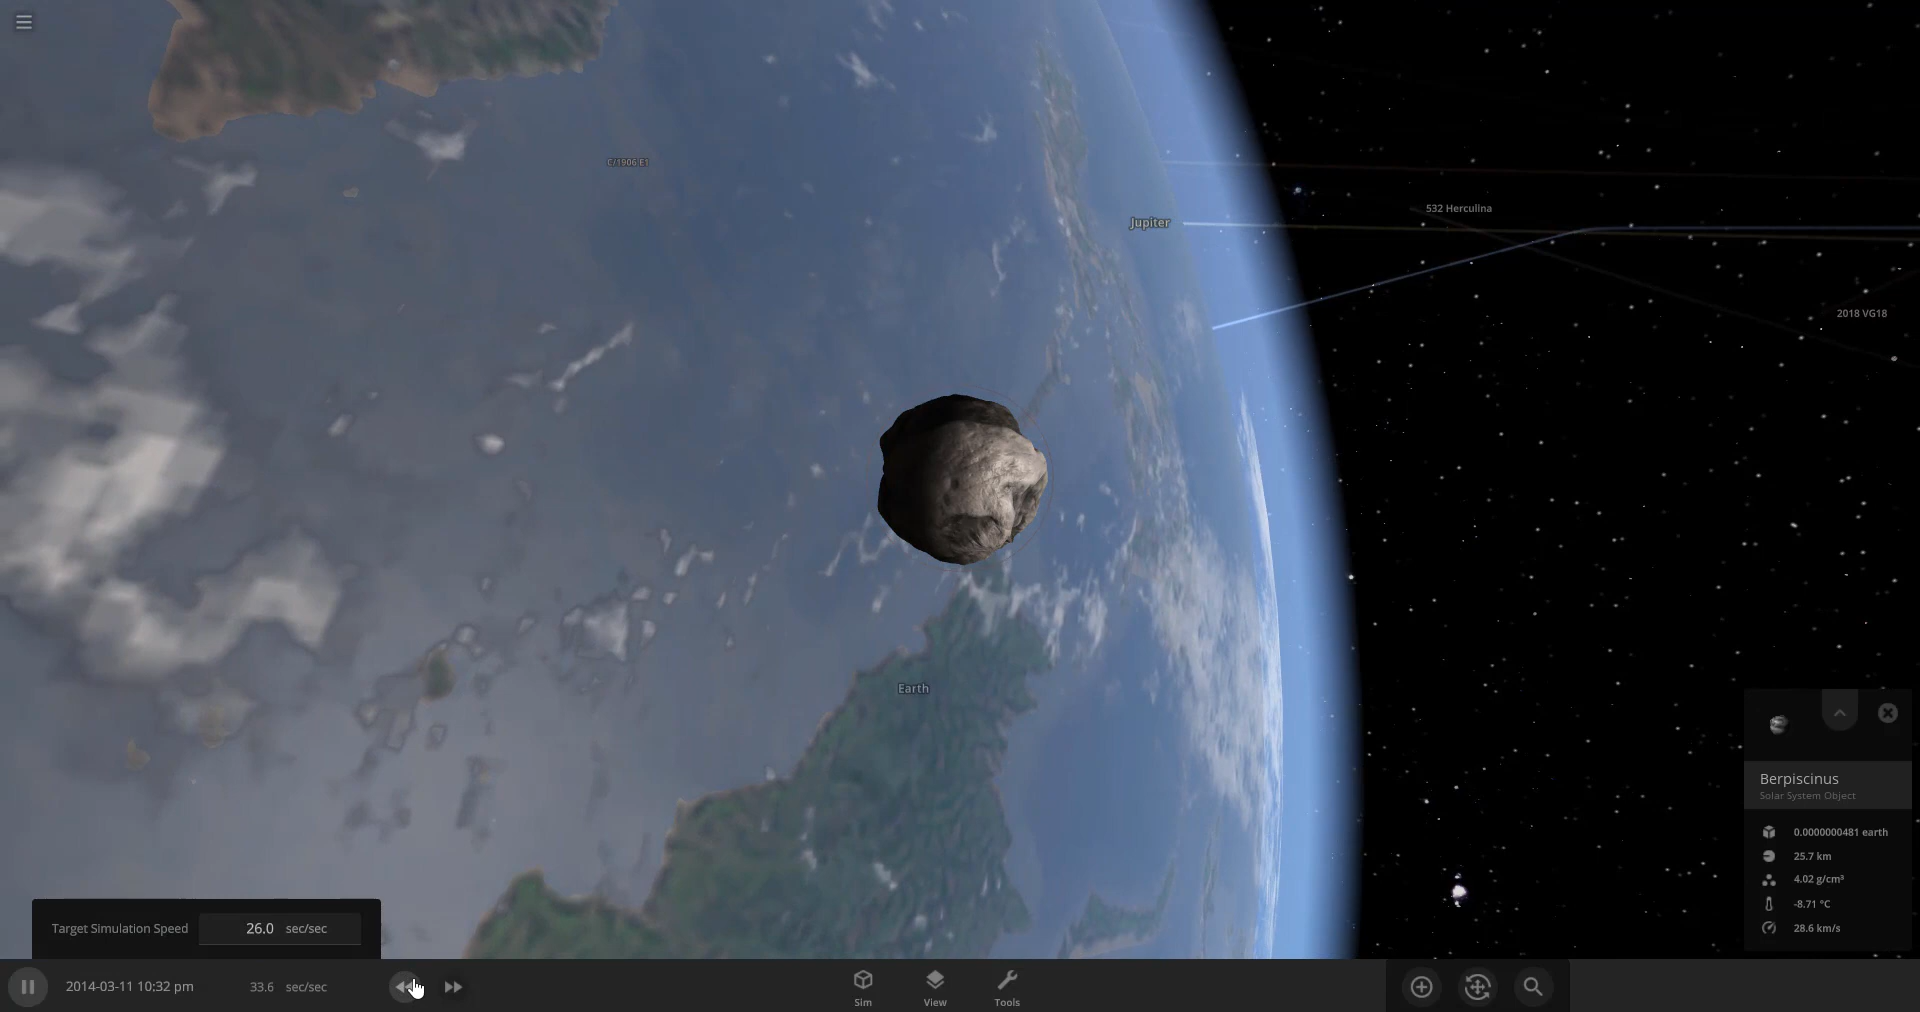 C/1906 E1
Jupiter
532 Herculina
2018 VG18
Earth
Berpiscinus
Solar System Object
0.0000000481 earth
25.7 km
4.02 g/cm³
-8.71 °C
28.6 km/s
Target Simulation Speed 26.0 sec/sec
2014-03-11 10:32 pm 33.6 sec/sec
Sim View Tools